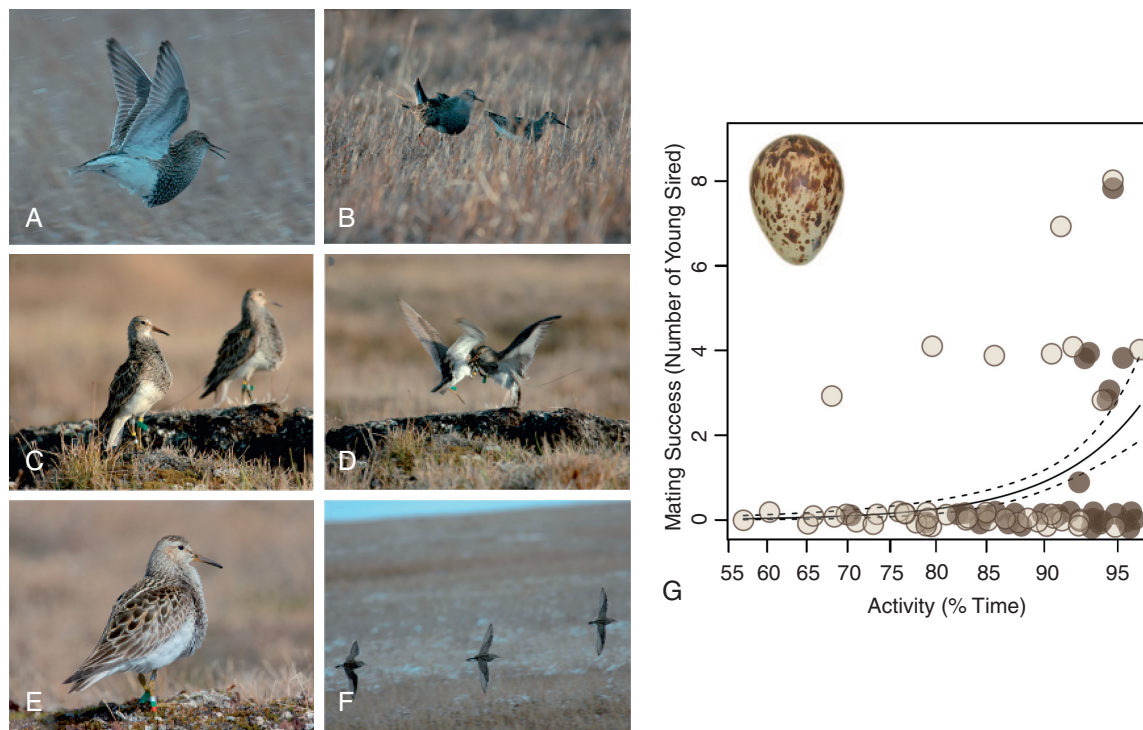 A
B
C
D
E
F
G
Mating Success (Number of Young Sired)
8
6
4
2
0
55 60 65 70 75 80 85 90 95
Activity (% Time)